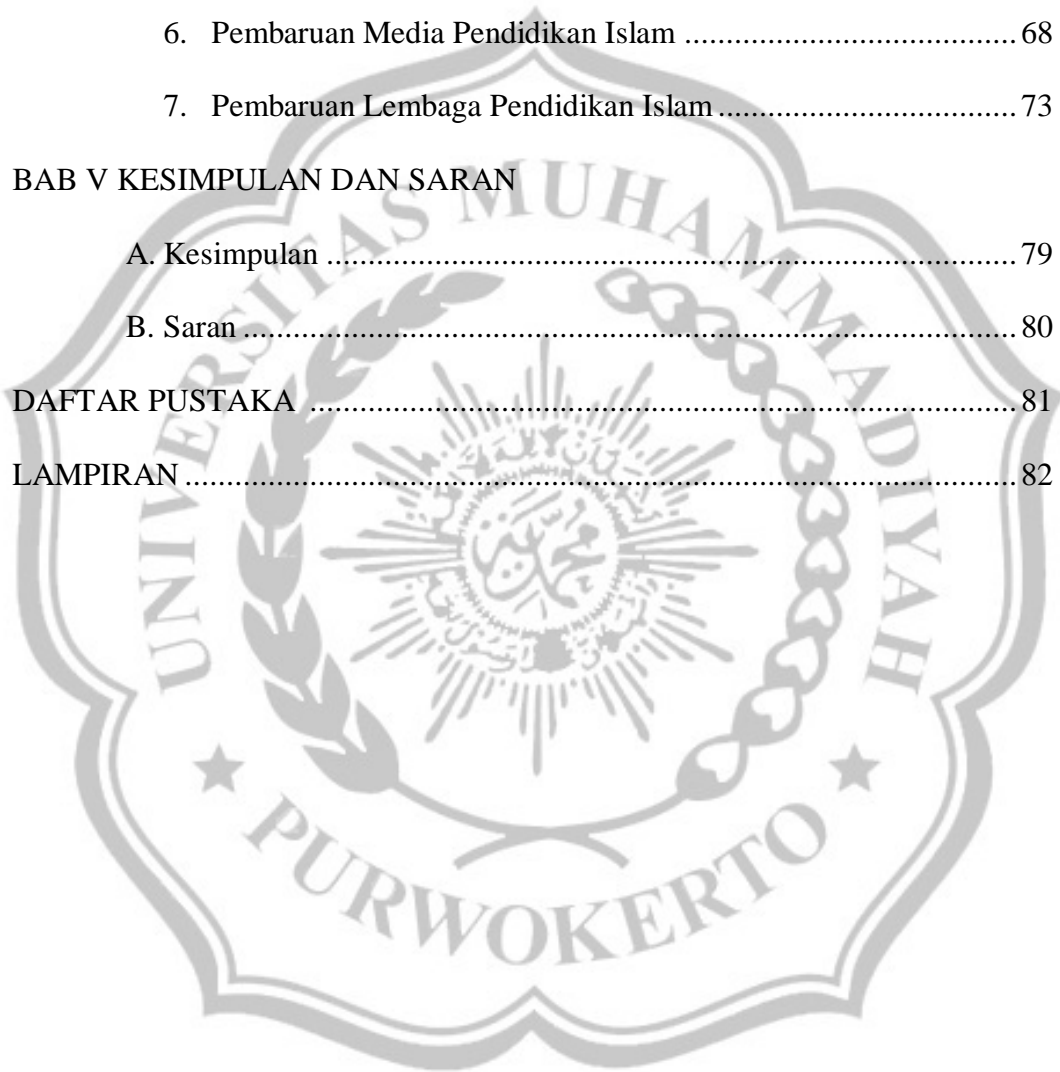 6. Pembaruan Media Pendidikan Islam ...................................... 68
7. Pembaruan Lembaga Pendidikan Islam .................................. 73
BAB V KESIMPULAN DAN SARAN
A. Kesimpulan .................................................................................. 79
B. Saran ............................................................................................ 80
DAFTAR PUSTAKA .................................................................................. 81
LAMPIRAN ................................................................................................. 82
UNIVERSITAS MUHAMMADIYAH
PURWOKERTO